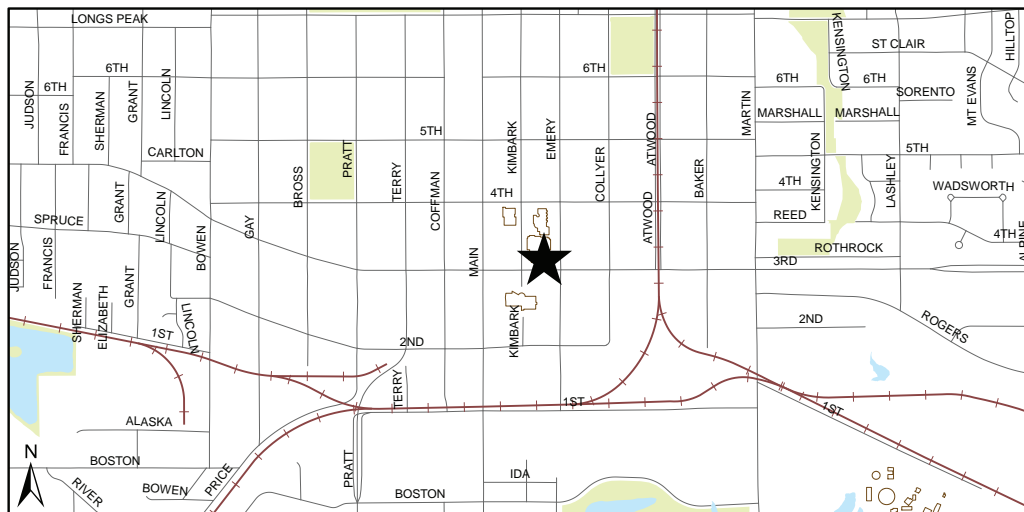 LONGS PEAK
KENSINGTON
HILLTOP
ST CLAIR
6TH
6TH
6TH
6TH
6TH
JUDSON
FRANCIS
SHERMAN
GRANT
LINCOLN
SORENTO
MT EVANS
MARTIN
MARSHALL
MARSHALL
5TH
KIMBARK
EMERY
ATWOOD
5TH
CARLTON
PRATT
BROSS
TERRY
COFFMAN
COLLYER
BAKER
KENSINGTON
LASHLEY
4TH
4TH
WADSWORTH
GRANT
LINCOLN
SPRUCE
GAY
BOWEN
ATWOOD
REED
4TH
ROTHROCK
3RD
JUDSON
FRANCIS
MAIN
GRANT
SHERMAN
ELIZABETH
LINCOLN
KIMBARK
2ND
ROGERS
1ST
2ND
TERRY
1ST
1ST
ALASKA
BOSTON
RIVER
BOWEN
PRICE
PRATT
BOSTON
IDA
N